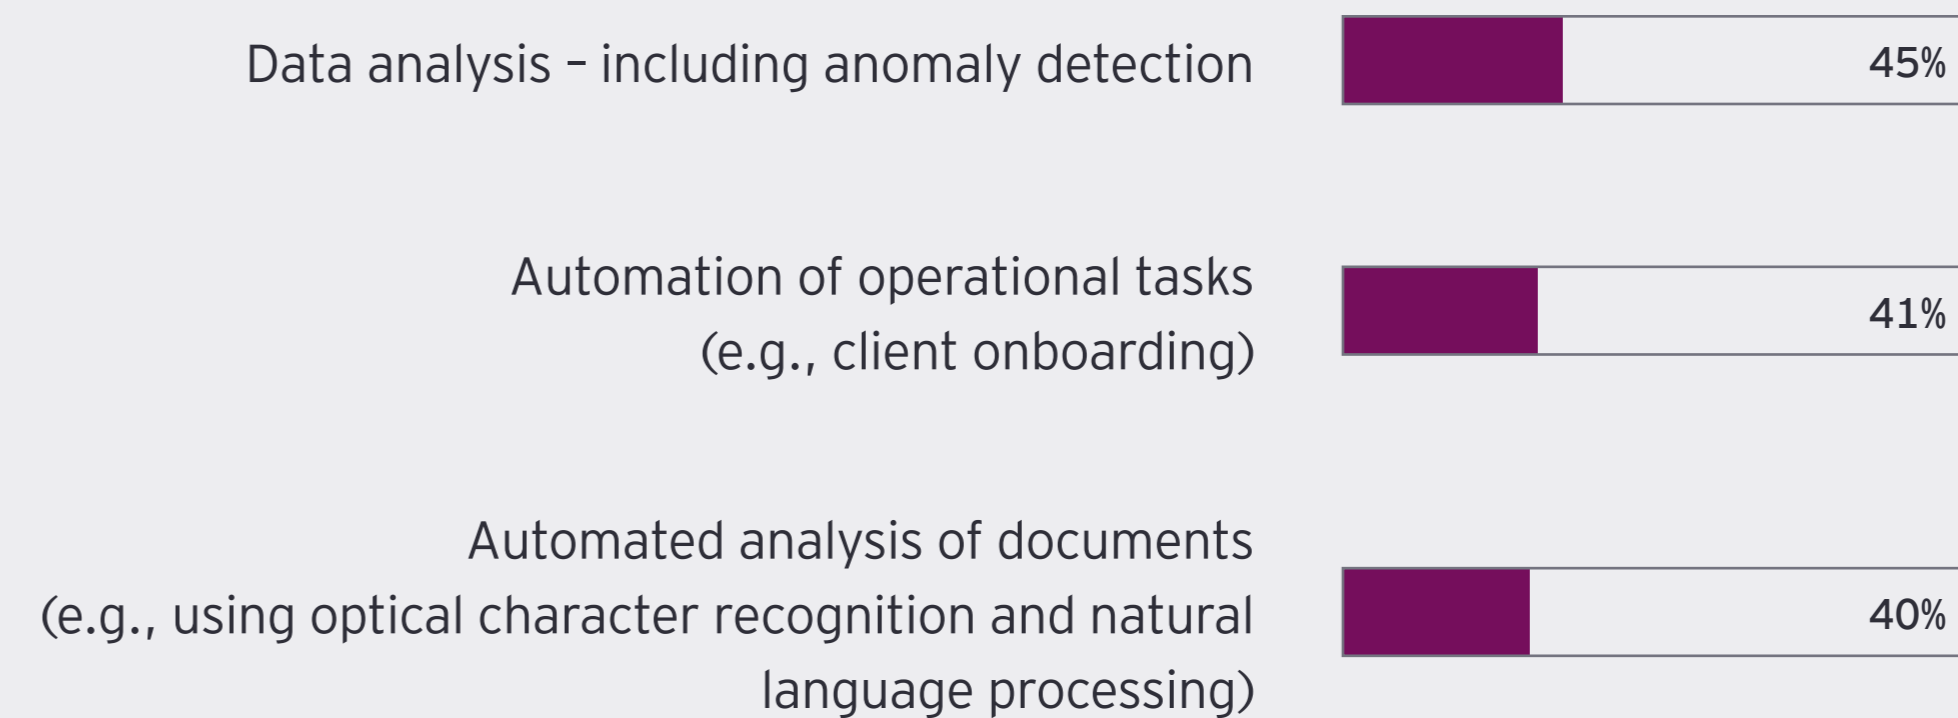 Data analysis – including anomaly detection
45%
Automation of operational tasks
(e.g., client onboarding)
41%
Automated analysis of documents
(e.g., using optical character recognition and natural
language processing)
40%